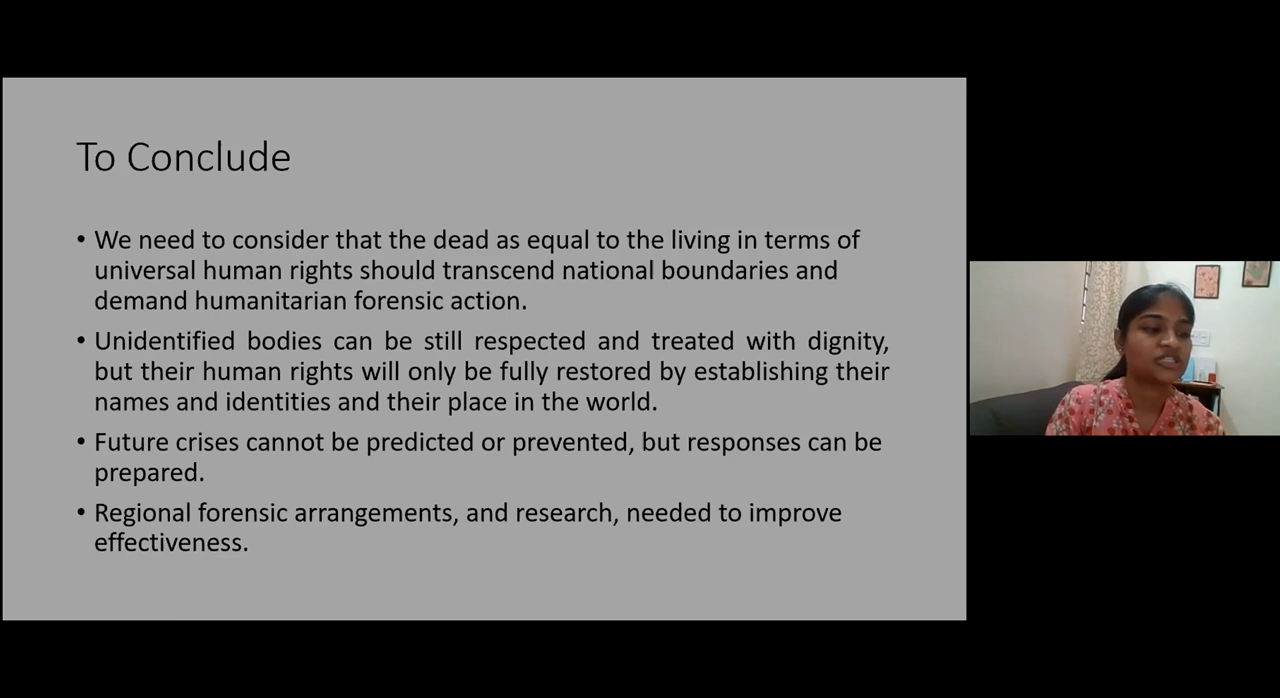 To Conclude
• We need to consider that the dead as equal to the living in terms of
universal human rights should transcend national boundaries and
demand humanitarian forensic action.
• Unidentified bodies can be still respected and treated with dignity,
but their human rights will only be fully restored by establishing their
names and identities and their place in the world.
• Future crises cannot be predicted or prevented, but responses can be
prepared.
• Regional forensic arrangements, and research, needed to improve
effectiveness.